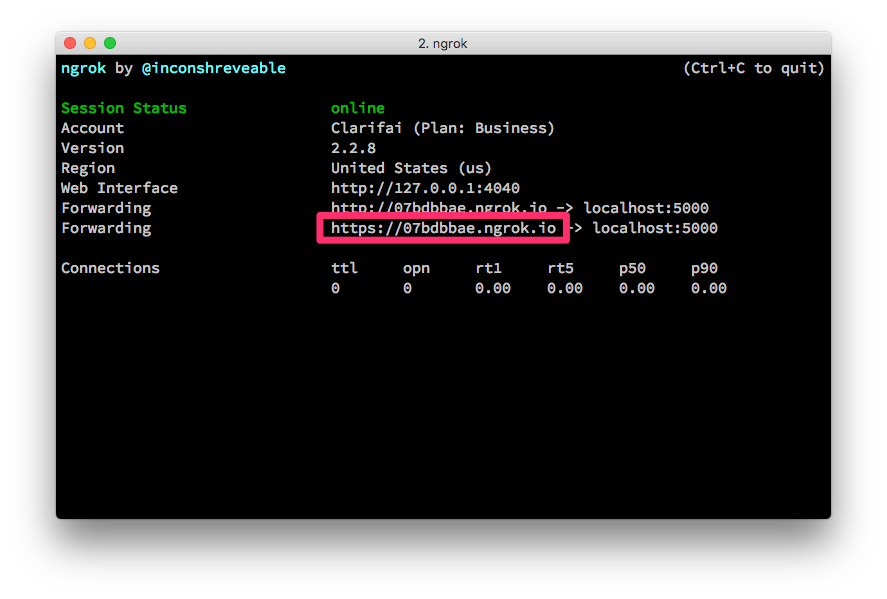 2. ngrok
ngrok by @inconshreveable (Ctrl+C to quit)
Session Status online
Account Clarifai (Plan: Business)
Version 2.2.8
Region United States (us)
Web Interface http://127.0.0.1:4040
Forwarding http://07bdbbae.ngrok.io -> localhost:5000
Forwarding https://07bdbbae.ngrok.io -> localhost:5000
Connections ttl opn rt1 rt5 p50 p90
0 0 0.00 0.00 0.00 0.00